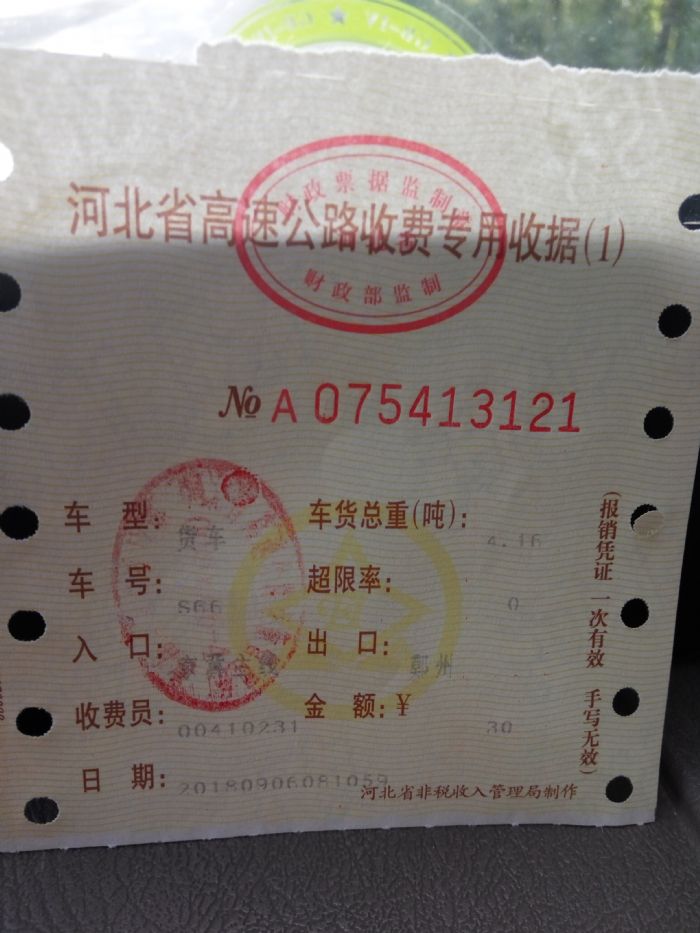 财政票据监制章
河北省高速公路收费专用收据(1)
财政部监制
№ A 075413121
车 型: 货车 车货总重(吨): 4.16
车 号: S66 超限率: 0
入 口: 出 口: 鄚州
收费员: 00410231 金 额:¥ 30
日 期: 20180906081059
河北省非税收入管理局制作
(报销凭证 一次有效 手写无效)